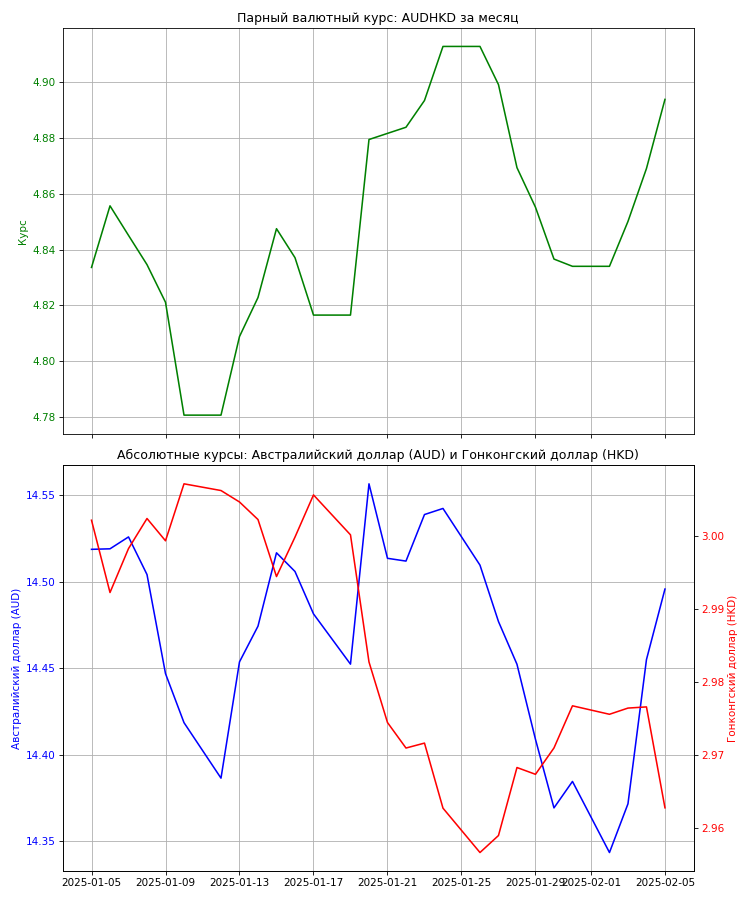 Парный валютный курс: AUDHKD за месяц
Курс
4.90
4.88
4.86
4.84
4.82
4.80
4.78
Абсолютные курсы: Австралийский доллар (AUD) и Гонконгский доллар (HKD)
Австралийский доллар (AUD)
14.55
14.50
14.45
14.40
14.35
3.00
2.99
2.98
2.97
2.96
Гонконгский доллар (HKD)
2025-01-05 2025-01-09 2025-01-13 2025-01-17 2025-01-21 2025-01-25 2025-01-29 2025-02-01 2025-02-05